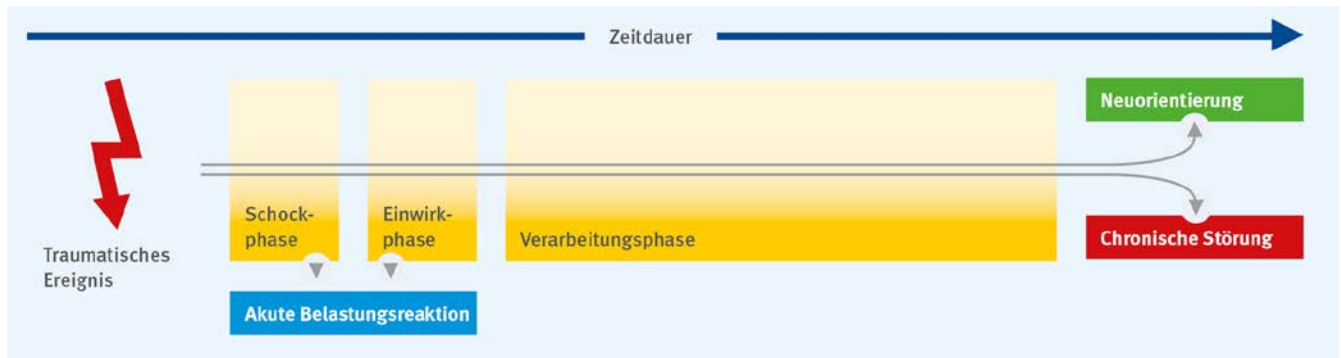 Zeitdauer
Neuorientierung
Schock-
phase
Einwirk-
phase
Verarbeitungsphase
Chronische Störung
Traumatisches
Ereignis
Akute Belastungsreaktion